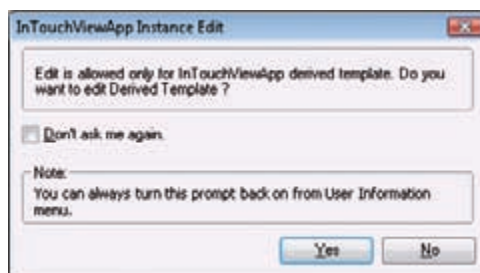 InTouchViewApp Instance Edit
Edit is allowed only for InTouchViewApp derived template. Do you
want to edit Derived Template ?
Don't ask me again.
Note:
You can always turn this prompt back on from User Information
menu.
Yes
No